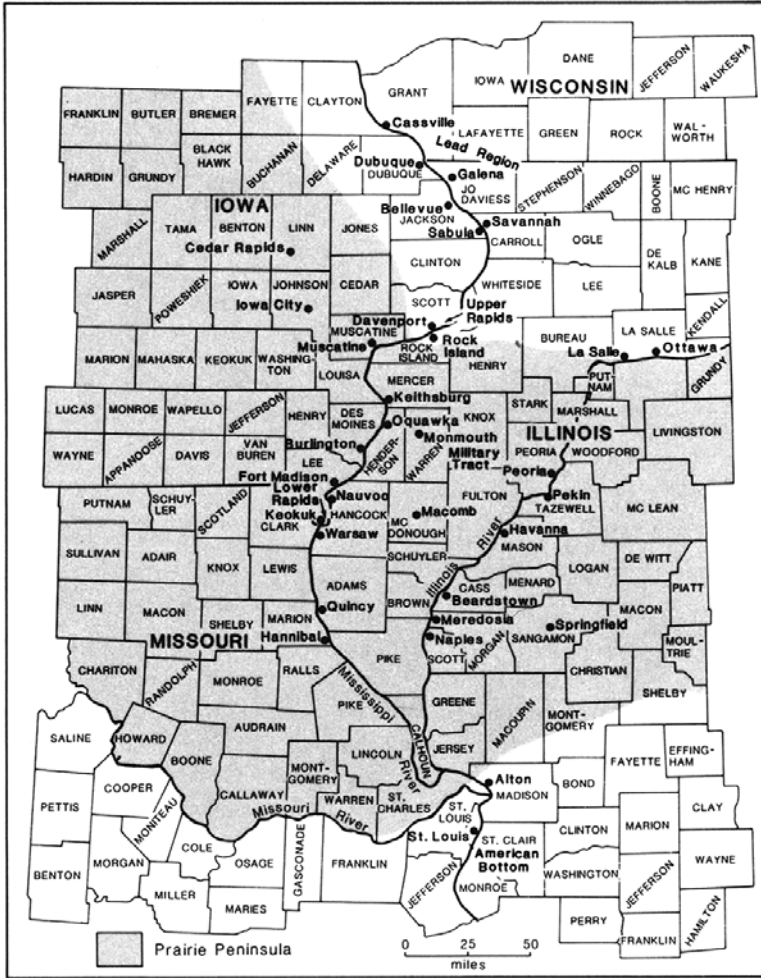 DANE
IOWA
WISCONSIN
JEFFERSON
WAUKESHA
GRANT
FRANKLIN
BUTLER
BREMER
FAYETTE
CLAYTON
Cassville
LAFAYETTE
GREEN
ROCK
WAL-
WORTH
Lead Region
BLACK
HAWK
BUCHANAN
DELAWARE
Dubuque
DUBUQUE
Galena
JO
DAVIESS
STEPHENSON
WINNEBAGO
BOONE
MC HENRY
HARDIN
GRUNDY
IOWA
Bellevue
JACKSON
Savannah
Sabula
CARROLL
OGLE
MARSHALL
TAMA
BENTON
LINN
JONES
Cedar Rapids
DE
KALB
KANE
CLINTON
WHITESIDE
LEE
JASPER
POWESHIEK
IOWA
JOHNSON
CEDAR
Iowa City
SCOTT
Upper
Rapids
KENDALL
Davenport
MUSCATINE
Muscatine
ROCK
ISLAND
Rock
Island
BUREAU
LA SALLE
La Salle
Ottawa
MARION
MAHASKA
KEOKUK
WASHING-
TON
LOUISA
HENRY
PUT-
NAM
GRUNDY
MERCER
Keithsburg
STARK
MARSHALL
LUCAS
MONROE
WAPELLO
JEFFERSON
HENRY
DES
MOINES
Oquawka
KNOX
ILLINOIS
LIVINGSTON
Burlington
HENDER-
SON
WARREN
Monmouth
Military
Tract
PEORIA
WOODFORD
WAYNE
APPANOOSE
DAVIS
VAN
BUREN
LEE
Peoria
Fort Madison
Lower
Rapids
Nauvoo
FULTON
Pekin
TAZEWELL
MC LEAN
PUTNAM
SCHUY-
LER
SCOTLAND
Keokuk
CLARK
HANCOCK
Macomb
MC
DONOUGH
Warsaw
Havanna
MASON
SULLIVAN
ADAIR
KNOX
LEWIS
SCHUYLER
River
Illinois
LOGAN
DE WITT
PIATT
ADAMS
BROWN
CASS
MENARD
Beardstown
LINN
MACON
SHELBY
MARION
Quincy
Meredosia
Springfield
MACON
MOUL-
TRIE
MISSOURI
Hannibal
Naples
SCOTT
MORGAN
SANGAMON
CHARITON
RANDOLPH
MONROE
RALLS
PIKE
CHRISTIAN
SHELBY
Mississippi
River
PIKE
GREENE
MACOUPIN
MONT-
GOMERY
SALINE
HOWARD
AUDRAIN
CALHOUN
JERSEY
BOONE
LINCOLN
FAYETTE
EFFING-
HAM
COOPER
CALLAWAY
MONT-
GOMERY
WARREN
ST.
CHARLES
Alton
MADISON
BOND
PETTIS
MONITEAU
Missouri
River
ST.
LOUIS
CLAY
COLE
St. Louis
ST. CLAIR
American
Bottom
CLINTON
MARION
MORGAN
OSAGE
GASCONADE
FRANKLIN
WAYNE
BENTON
MILLER
MARIES
JEFFERSON
MONROE
WASHINGTON
JEFFERSON
HAMILTON
PERRY
FRANKLIN
Prairie Peninsula
0 25 50
miles